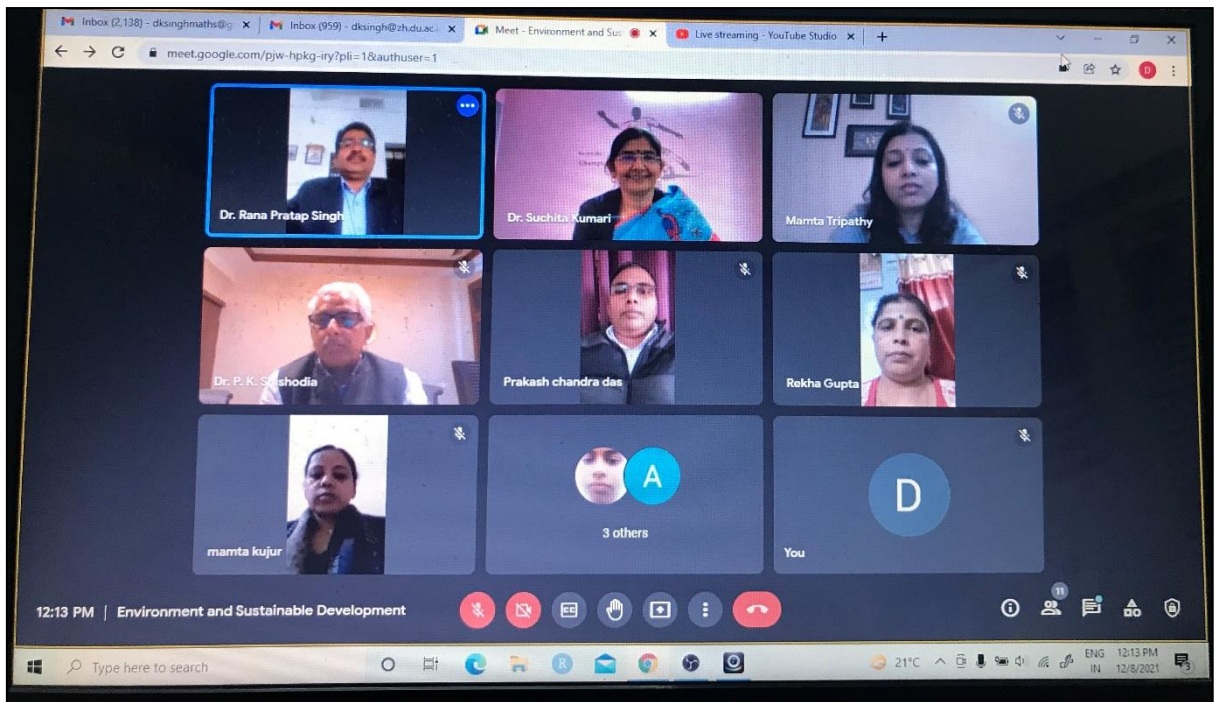 Inbox (2,138) - dksinghmaths@g
Inbox (959) - dksingh@zh.du.ac.i
Meet - Environment and Sus
Live streaming - YouTube Studio
meet.google.com/pjw-hpkg-iry?pli=1&authuser=1
D
Dr. Rana Pratap Singh
Dr. Suchita Kumari
Mamta Tripathy
Dr. P. K. Shishodia
Prakash chandra das
Rekha Gupta
mamta kujur
A
3 others
D
You
12:13 PM | Environment and Sustainable Development
CC
11
Type here to search
R
21°C
ENG
IN
12:13 PM
12/8/2021
3